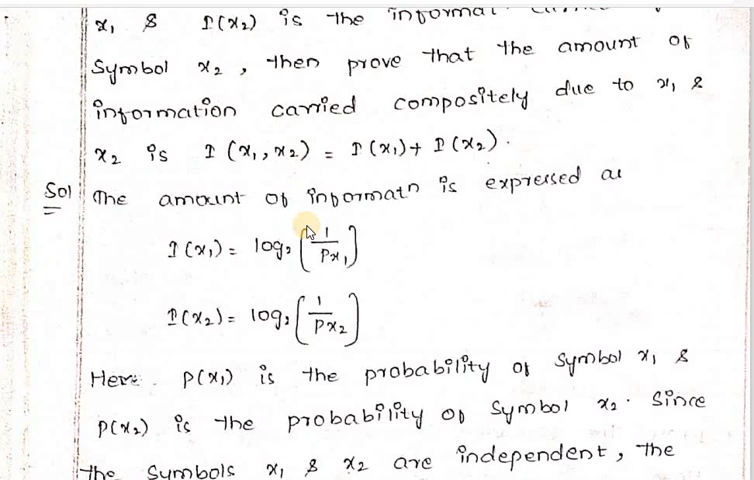 x1 & I(x2) is the
Symbol x2, then prove that the amount of
information carried compositely due to x1 &
x2 is I(x1, x2) = I(x1) + I(x2).
Sol The amount of informatn is expressed as
I(x1) = log2 (1/Px1)
I(x2) = log2 (1/Px2)
Here. P(x1) is the probability of symbol x1 &
P(x2) is the probability of symbol x2. Since
the symbols x1 & x2 are independent, the